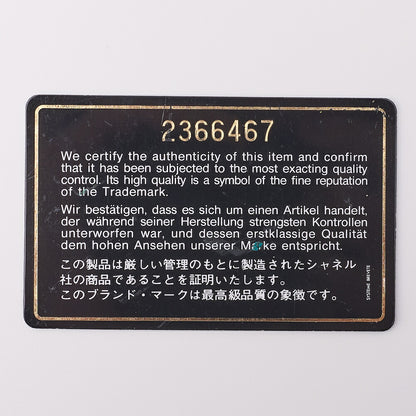 2366467
We certify the authenticity of this item and confirm
that it has been subjected to the most exacting quality
control. Its high quality is a symbol of the fine reputation
of the Trademark.
Wir bestätigen, dass es sich um einen Artikel handelt,
der während seiner Herstellung strengsten Kontrollen
unterworfen war, und dessen erstklassige Qualität
dem hohen Ansehen unserer Marke entspricht.
この製品は厳しい管理のもとに製造されたシャネル
社の商品であることを証明いたします。
このブランド・マークは最高級品質の象徴です。
SYSTEME BREVETE